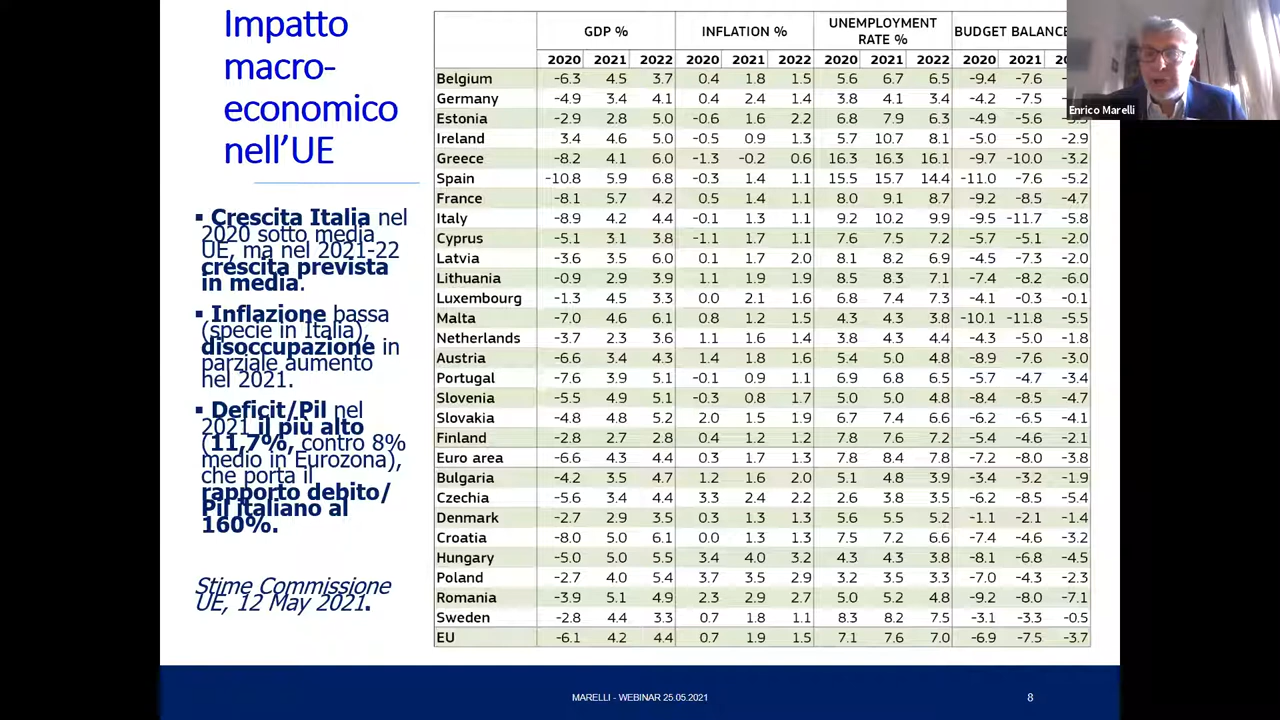 Impatto
macro-
economico
nell'UE
▪ Crescita Italia nel
2020 sotto media
UE, ma nel 2021-22
crescita prevista
in media.
▪ Inflazione bassa
(specie in Italia),
disoccupazione in
parziale aumento
nel 2021.
▪ Deficit/Pil nel
2021 il più alto
(11,7%, contro 8%
medio in Eurozona),
che porta il
rapporto debito/
Pil italiano al
160%.
Stime Commissione
UE, 12 May 2021.
GDP % INFLATION % UNEMPLOYMENT RATE % BUDGET BALANCE
2020 2021 2022 2020 2021 2022 2020 2021 2022 2020 2021
Belgium -6.3 4.5 3.7 0.4 1.8 1.5 5.6 6.7 6.5 -9.4 -7.6
Germany -4.9 3.4 4.1 0.4 2.4 1.4 3.8 4.1 3.4 -4.2 -7.5
Estonia -2.9 2.8 5.0 -0.6 1.6 2.2 6.8 7.9 6.3 -4.9 -5.6
Ireland 3.4 4.6 5.0 -0.5 0.9 1.3 5.7 10.7 8.1 -5.0 -5.0 -2.9
Greece -8.2 4.1 6.0 -1.3 -0.2 0.6 16.3 16.3 16.1 -9.7 -10.0 -3.2
Spain -10.8 5.9 6.8 -0.3 1.4 1.1 15.5 15.7 14.4 -11.0 -7.6 -5.2
France -8.1 5.7 4.2 0.5 1.4 1.1 8.0 9.1 8.7 -9.2 -8.5 -4.7
Italy -8.9 4.2 4.4 -0.1 1.3 1.1 9.2 10.2 9.9 -9.5 -11.7 -5.8
Cyprus -5.1 3.1 3.8 -1.1 1.7 1.1 7.6 7.5 7.2 -5.7 -5.1 -2.0
Latvia -3.6 3.5 6.0 0.1 1.7 2.0 8.1 8.2 6.9 -4.5 -7.3 -2.0
Lithuania -0.9 2.9 3.9 1.1 1.9 1.9 8.5 8.3 7.1 -7.4 -8.2 -6.0
Luxembourg -1.3 4.5 3.3 0.0 2.1 1.6 6.8 7.4 7.3 -4.1 -0.3 -0.1
Malta -7.0 4.6 6.1 0.8 1.2 1.5 4.3 4.3 3.8 -10.1 -11.8 -5.5
Netherlands -3.7 2.3 3.6 1.1 1.6 1.4 3.8 4.3 4.4 -4.3 -5.0 -1.8
Austria -6.6 3.4 4.3 1.4 1.8 1.6 5.4 5.0 4.8 -8.9 -7.6 -3.0
Portugal -7.6 3.9 5.1 -0.1 0.9 1.1 6.9 6.8 6.5 -5.7 -4.7 -3.4
Slovenia -5.5 4.9 5.1 -0.3 0.8 1.7 5.0 5.0 4.8 -8.4 -8.5 -4.7
Slovakia -4.8 4.8 5.2 2.0 1.5 1.9 6.7 7.4 6.6 -6.2 -6.5 -4.1
Finland -2.8 2.7 2.8 0.4 1.2 1.2 7.8 7.6 7.2 -5.4 -4.6 -2.1
Euro area -6.6 4.3 4.4 0.3 1.7 1.3 7.8 8.4 7.8 -7.2 -8.0 -3.8
Bulgaria -4.2 3.5 4.7 1.2 1.6 2.0 5.1 4.8 3.9 -3.4 -3.2 -1.9
Czechia -5.6 3.4 4.4 3.3 2.4 2.2 2.6 3.8 3.5 -6.2 -8.5 -5.4
Denmark -2.7 2.9 3.5 0.3 1.3 1.3 5.6 5.5 5.2 -1.1 -2.1 -1.4
Croatia -8.0 5.0 6.1 0.0 1.3 1.3 7.5 7.2 6.6 -7.4 -4.6 -3.2
Hungary -5.0 5.0 5.5 3.4 4.0 3.2 4.3 4.3 3.8 -8.1 -6.8 -4.5
Poland -2.7 4.0 5.4 3.7 3.5 2.9 3.2 3.5 3.3 -7.0 -4.3 -2.3
Romania -3.9 5.1 4.9 2.3 2.9 2.7 5.0 5.2 4.8 -9.2 -8.0 -7.1
Sweden -2.8 4.4 3.3 0.7 1.8 1.1 8.3 8.2 7.5 -3.1 -3.3 -0.5
EU -6.1 4.2 4.4 0.7 1.9 1.5 7.1 7.6 7.0 -6.9 -7.5 -3.7
Enrico Marelli
MARELLI - WEBINAR 25.05.2021
8